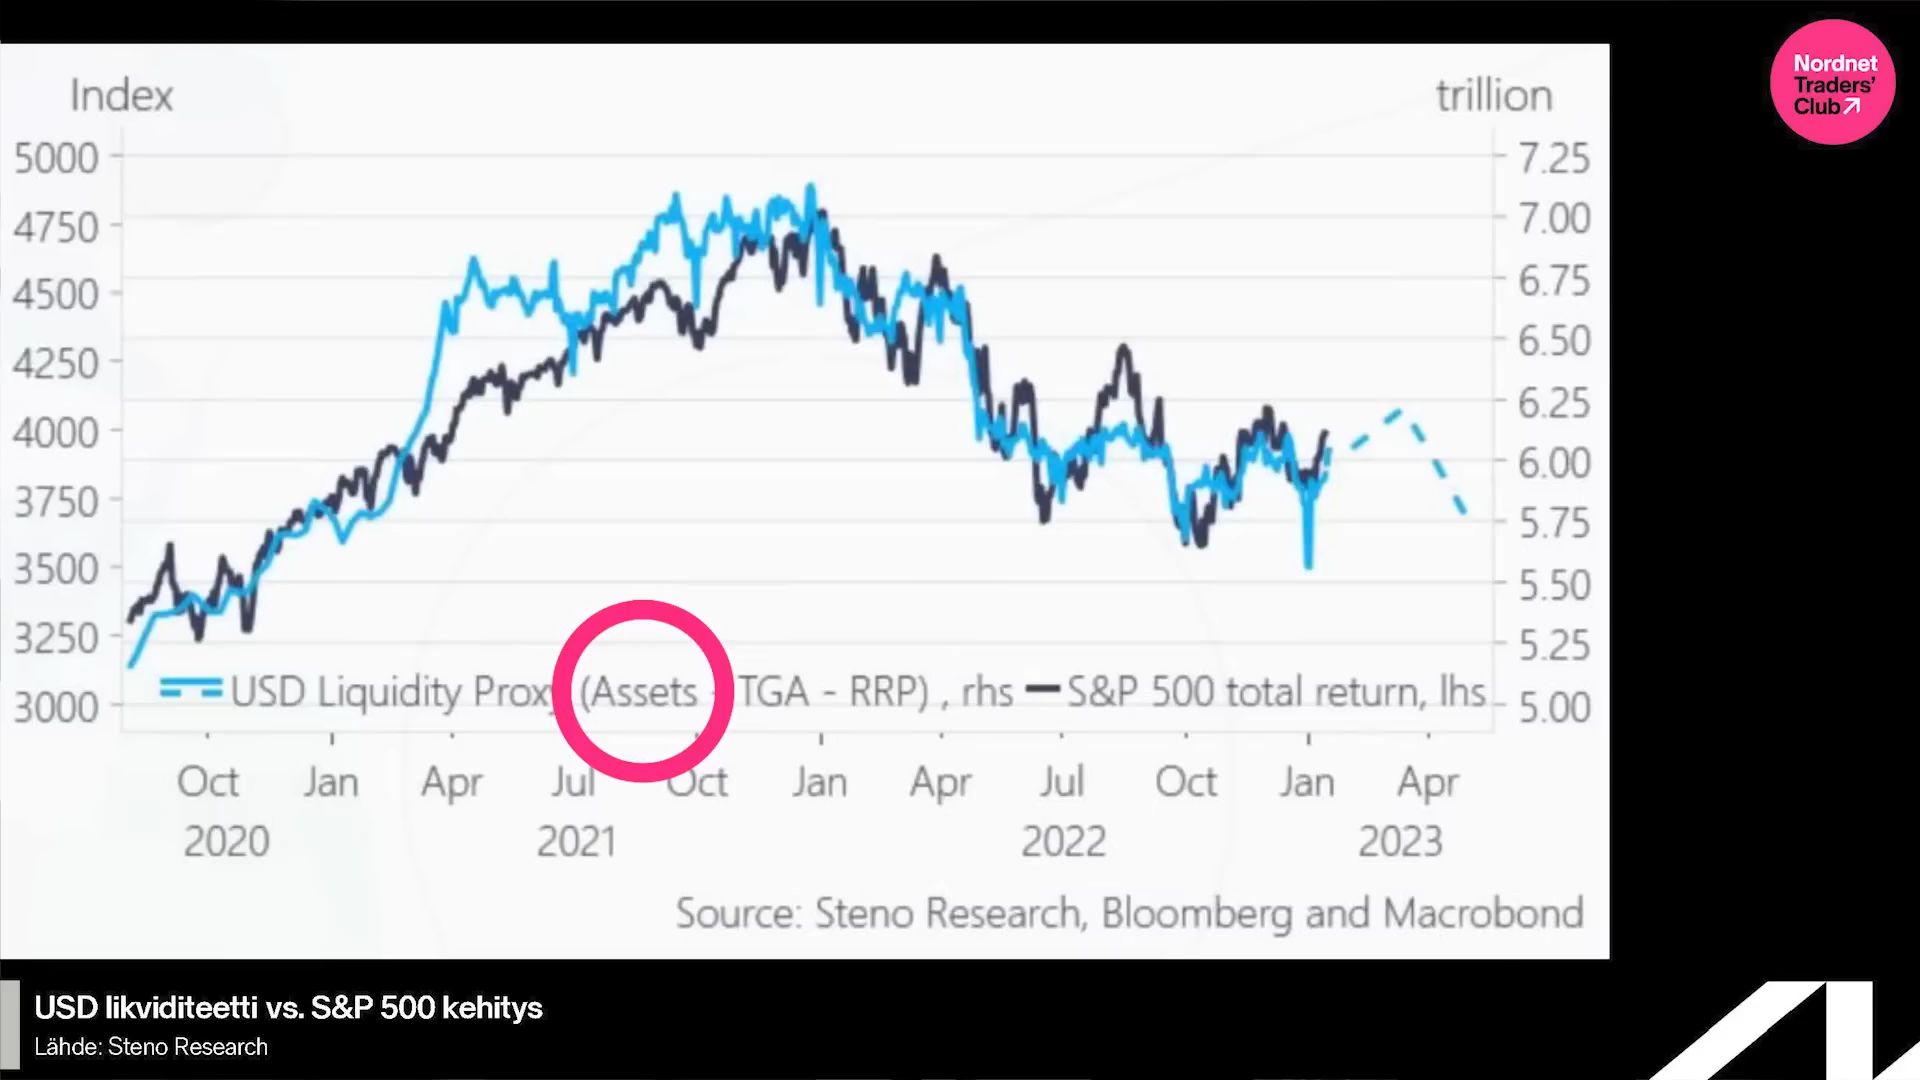 Nordnet
Traders'
Club
Index
trillion
5000
7.25
4750
7.00
4500
6.75
4250
6.50
4000
6.25
3750
6.00
3500
5.75
3250
5.50
3000
5.25
5.00
USD Liquidity Proxy (Assets - TGA - RRP) , rhs
S&P 500 total return, lhs
Oct Jan Apr Jul Oct Jan Apr Jul Oct Jan Apr
2020 2021 2022 2023
Source: Steno Research, Bloomberg and Macrobond
USD likviditeetti vs. S&P 500 kehitys
Lähde: Steno Research